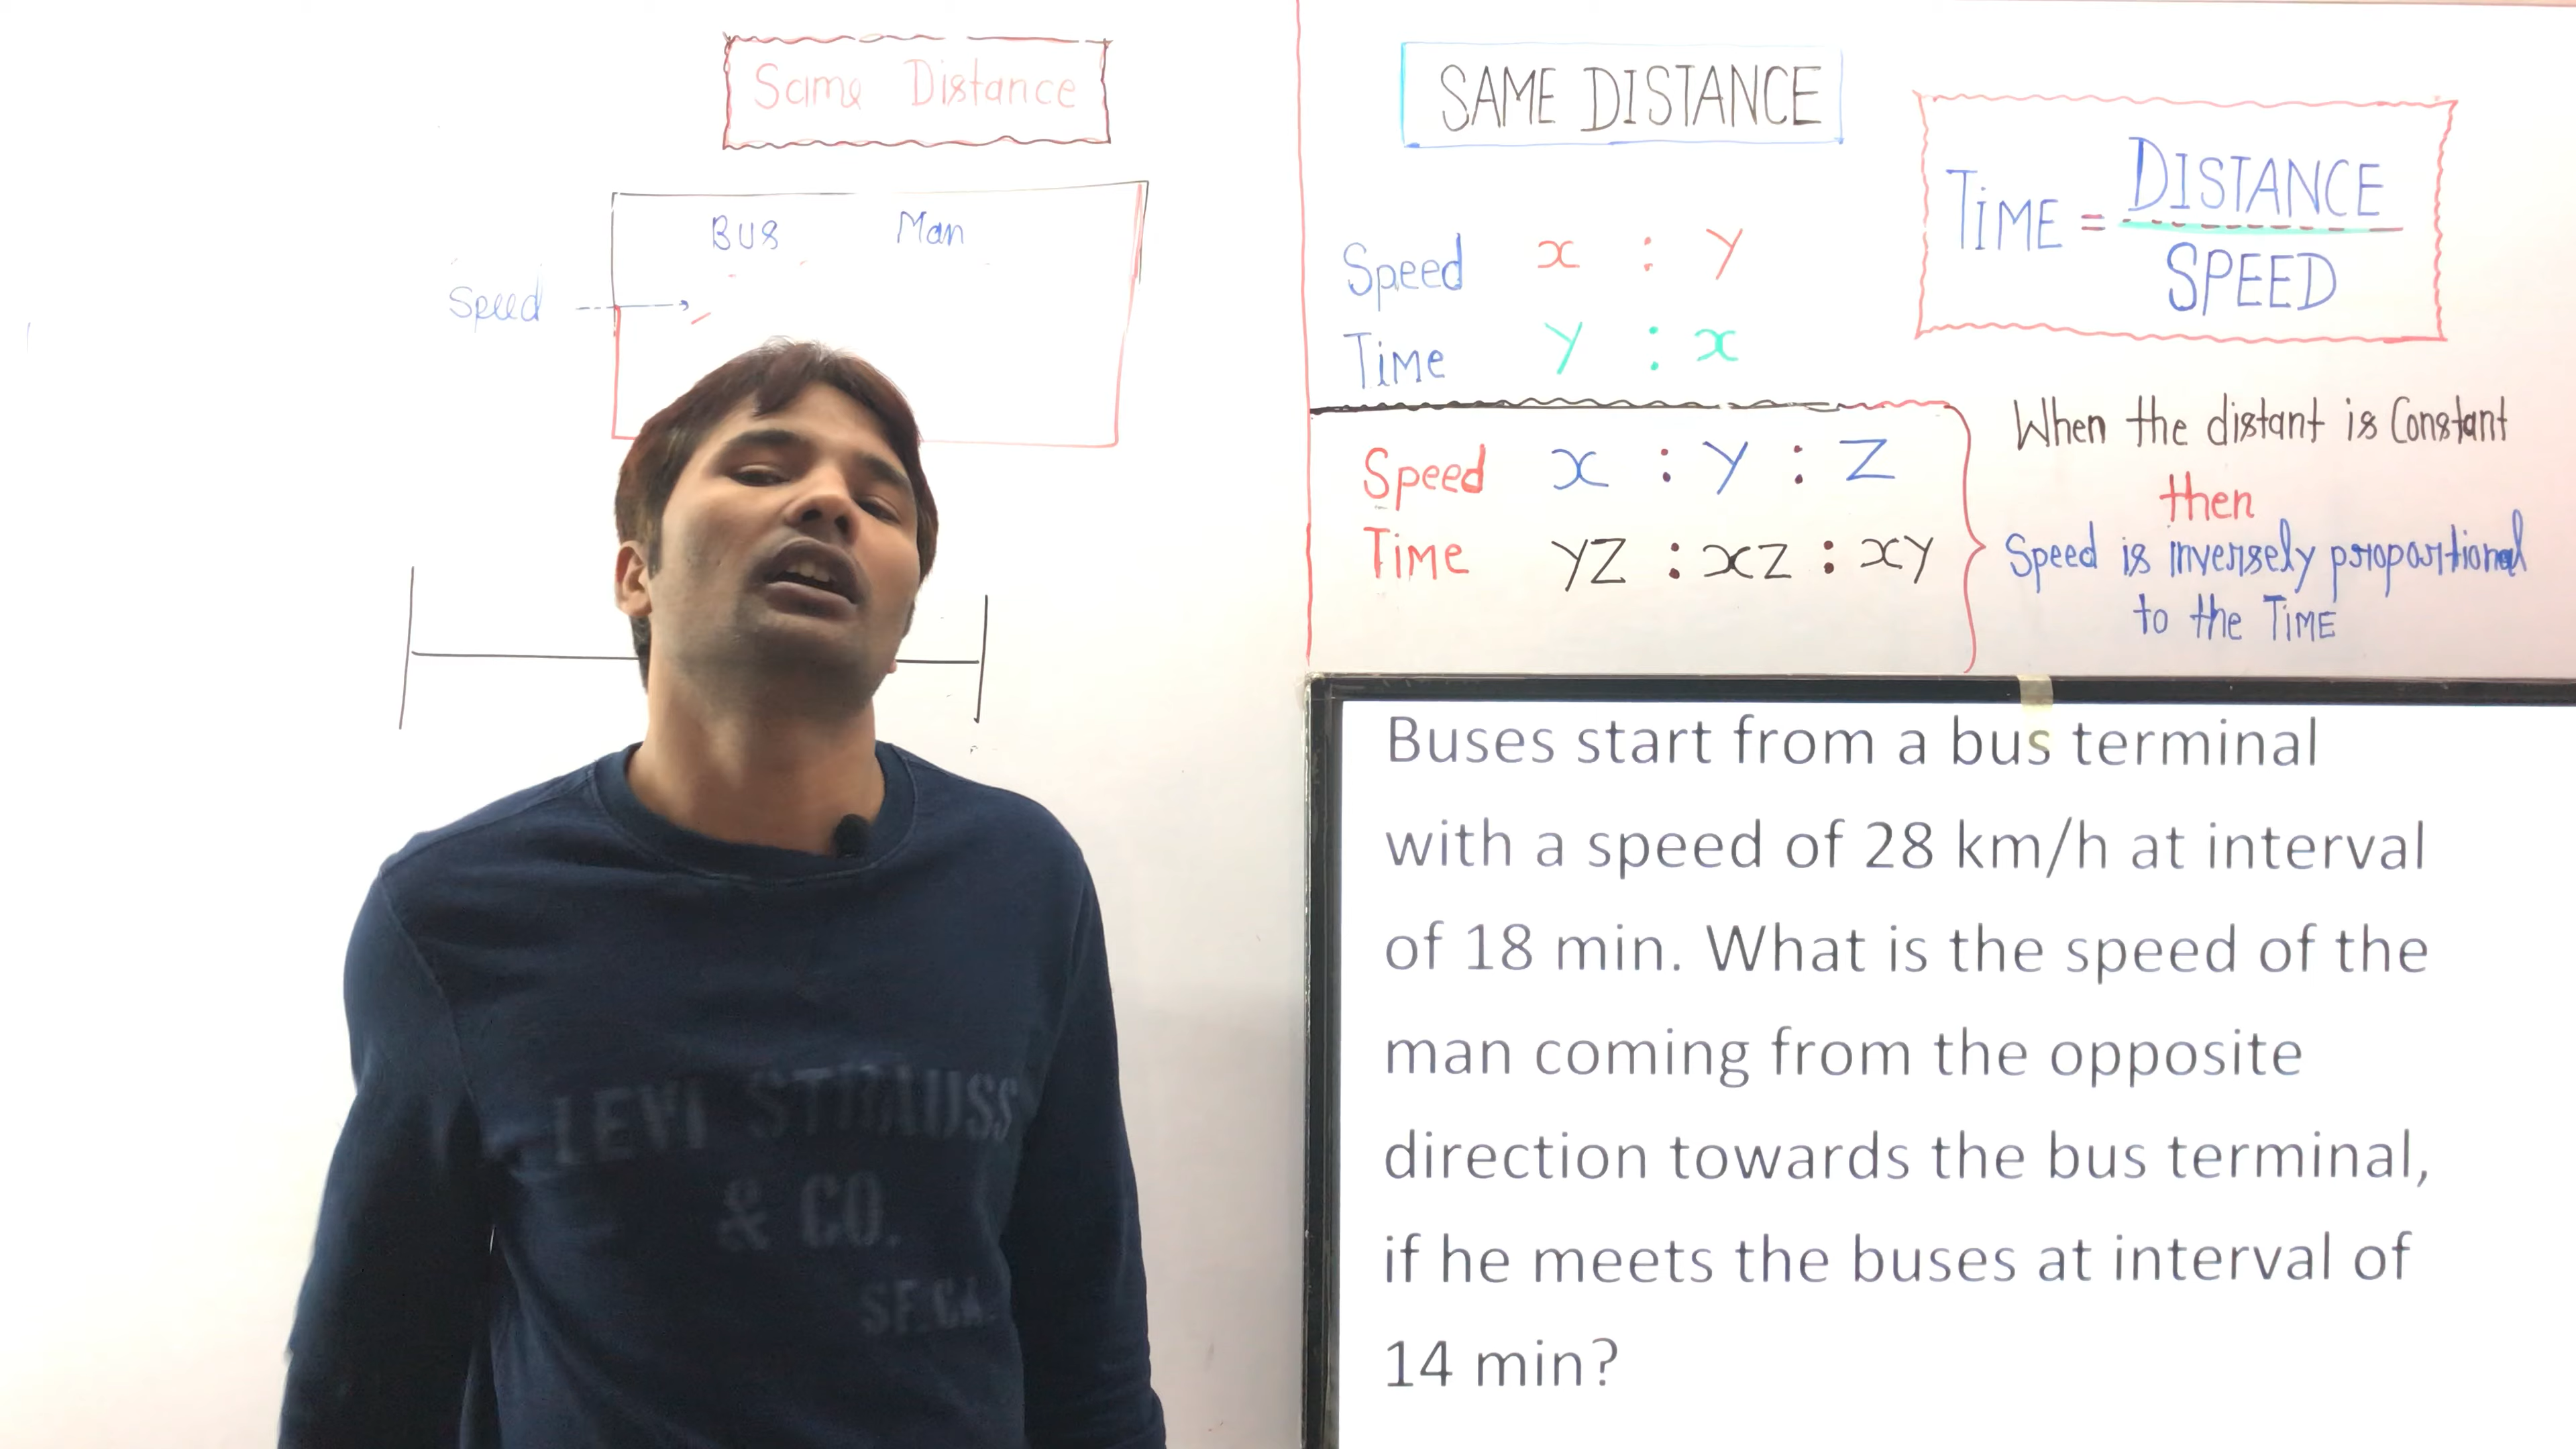 Same Distance
BUS Man
Speed
SAME DISTANCE
Speed x : y
Time y : x
TIME = DISTANCE
SPEED
Speed x : y : z
Time yz : xz : xy
When the distant is Constant
then
Speed is inversely proportional
to the TIME
Buses start from a bus terminal
with a speed of 28 km/h at interval
of 18 min. What is the speed of the
man coming from the opposite
direction towards the bus terminal,
if he meets the buses at interval of
14 min?
LEVI STRAUSS
& CO.
SF.CA.